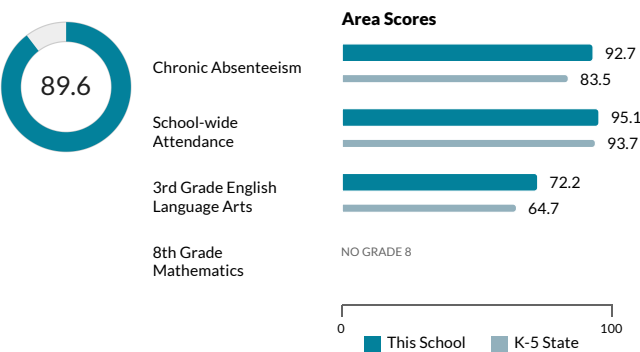 Area Scores
89.6
Chronic Absenteeism
92.7
83.5
School-wide
Attendance
95.1
93.7
3rd Grade English
Language Arts
72.2
64.7
8th Grade
Mathematics
NO GRADE 8
0
100
This School
K-5 State